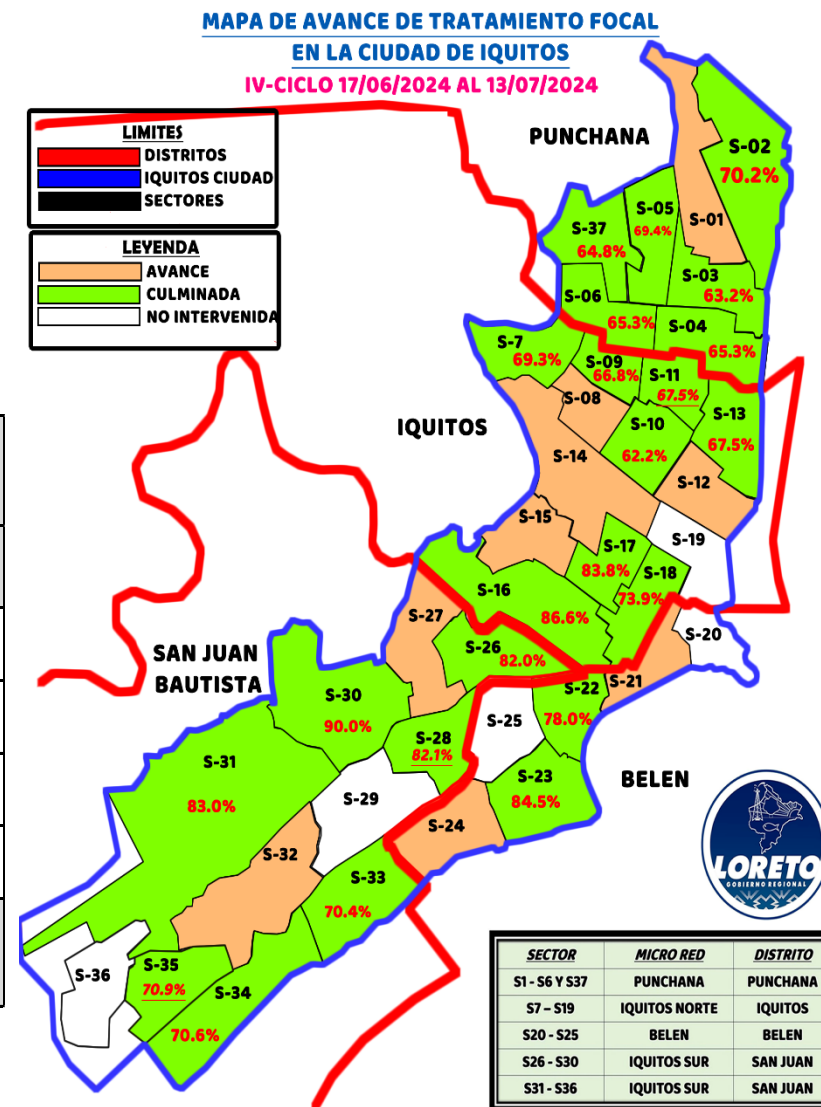 MAPA DE AVANCE DE TRATAMIENTO FOCAL
EN LA CIUDAD DE IQUITOS
IV-CICLO 17/06/2024 AL 13/07/2024
LIMITES
DISTRITOS
IQUITOS CIUDAD
SECTORES
LEYENDA
AVANCE
CULMINADA
NO INTERVENIDA
PUNCHANA
S-02
70.2%
S-01
S-05
69.4%
S-37
64.8%
S-03
63.2%
S-06
65.3%
S-04
65.3%
S-7
69.3%
S-09
66.8%
S-11
67.5%
S-08
S-10
62.2%
S-13
67.5%
IQUITOS
S-14
S-12
S-15
S-19
S-17
83.8%
S-18
73.9%
S-16
86.6%
S-27
S-26
82.0%
S-20
S-21
SAN JUAN
BAUTISTA
S-30
90.0%
S-22
78.0%
S-25
S-28
82.1%
S-31
83.0%
S-23
84.5%
BELEN
S-29
S-24
S-32
S-33
70.4%
S-36
S-35
70.9%
S-34
70.6%
LORETO
GOBIERNO REGIONAL
SECTOR MICRO RED DISTRITO
S1 - S6 Y S37 PUNCHANA PUNCHANA
S7 – S19 IQUITOS NORTE IQUITOS
S20 - S25 BELEN BELEN
S26 - S30 IQUITOS SUR SAN JUAN
S31 - S36 IQUITOS SUR SAN JUAN